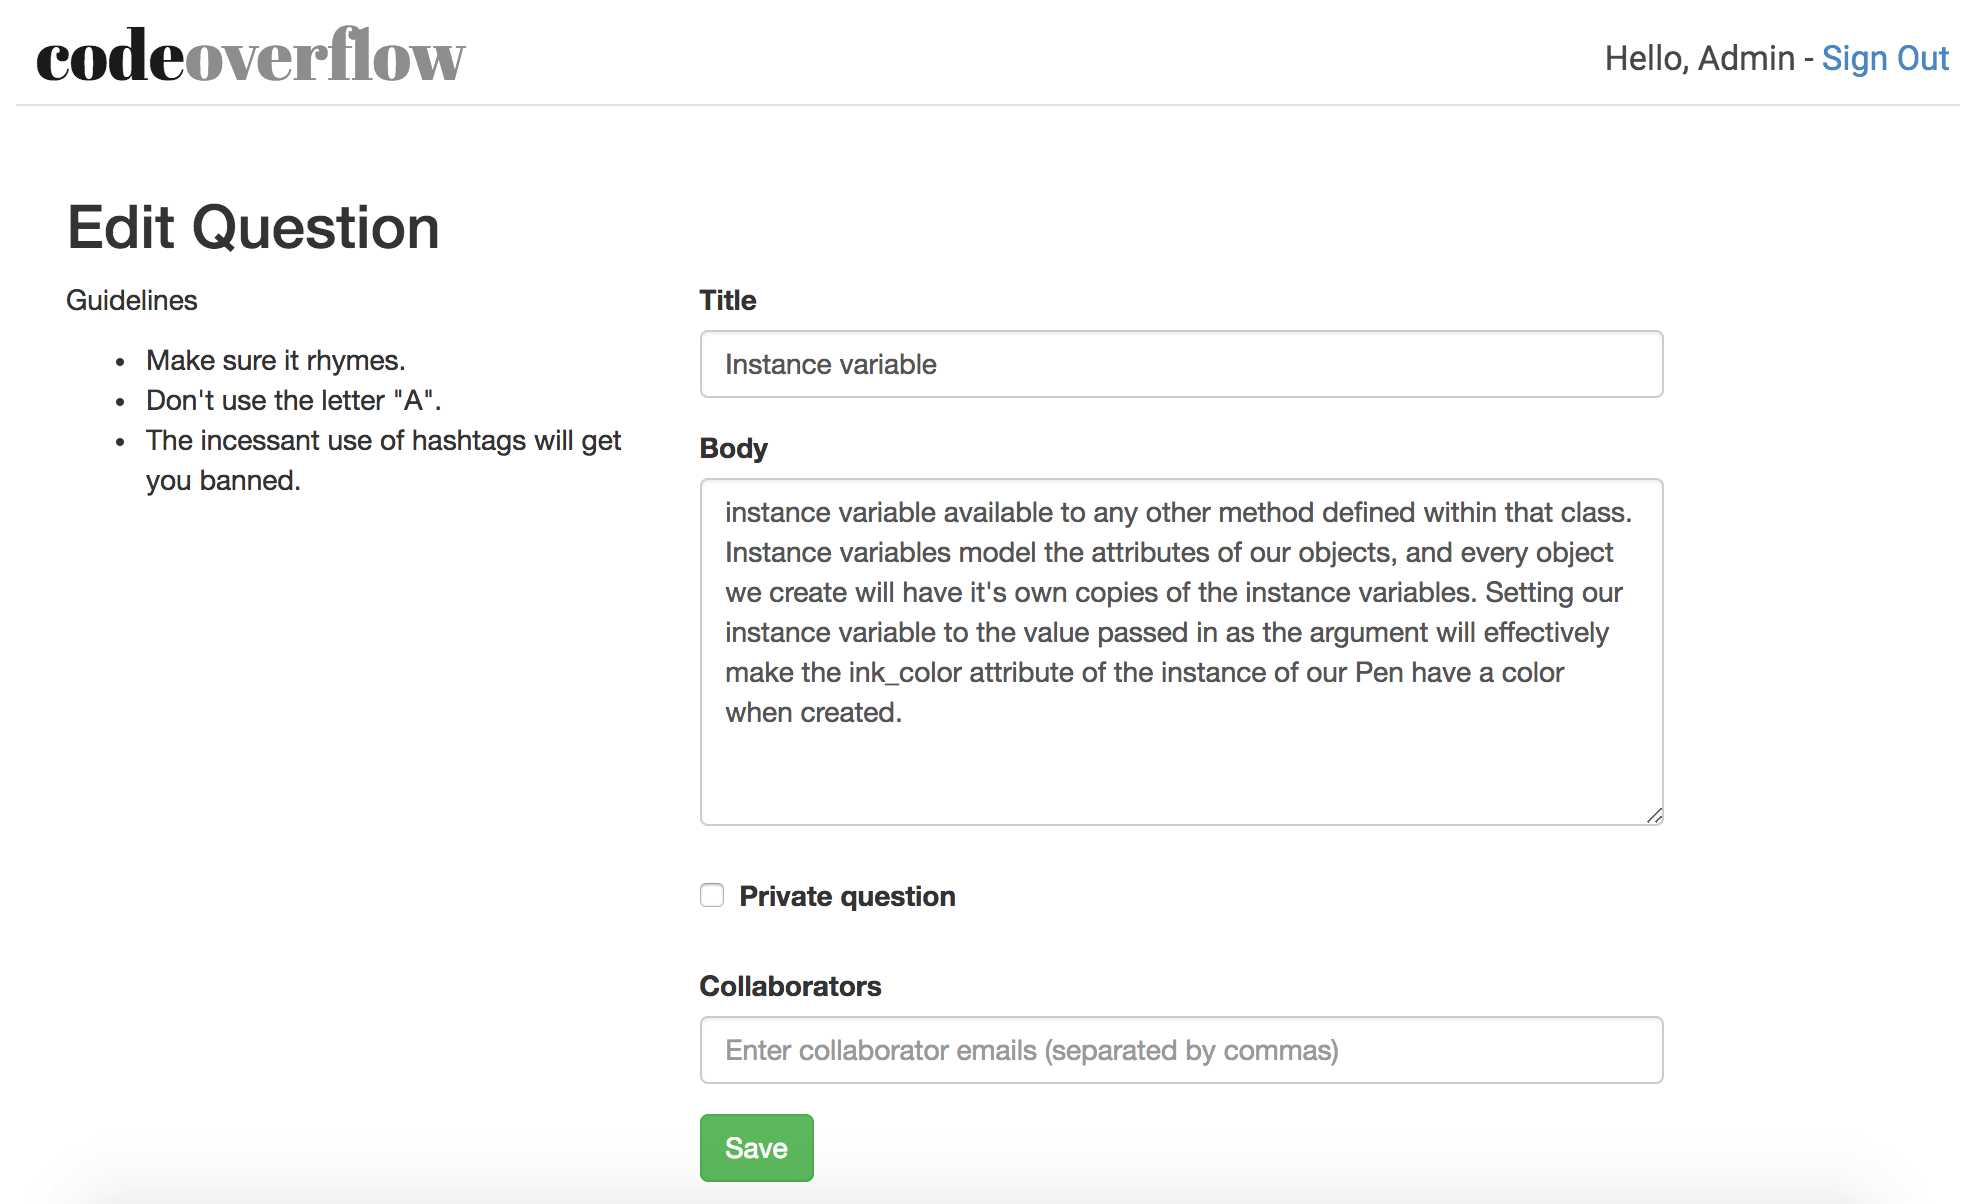 codeoverflow
Hello, Admin - Sign Out
Edit Question
Guidelines
• Make sure it rhymes.
• Don't use the letter "A".
• The incessant use of hashtags will get
you banned.
Title
Instance variable
Body
instance variable available to any other method defined within that class.
Instance variables model the attributes of our objects, and every object
we create will have it's own copies of the instance variables. Setting our
instance variable to the value passed in as the argument will effectively
make the ink_color attribute of the instance of our Pen have a color
when created.
Private question
Collaborators
Enter collaborator emails (separated by commas)
Save